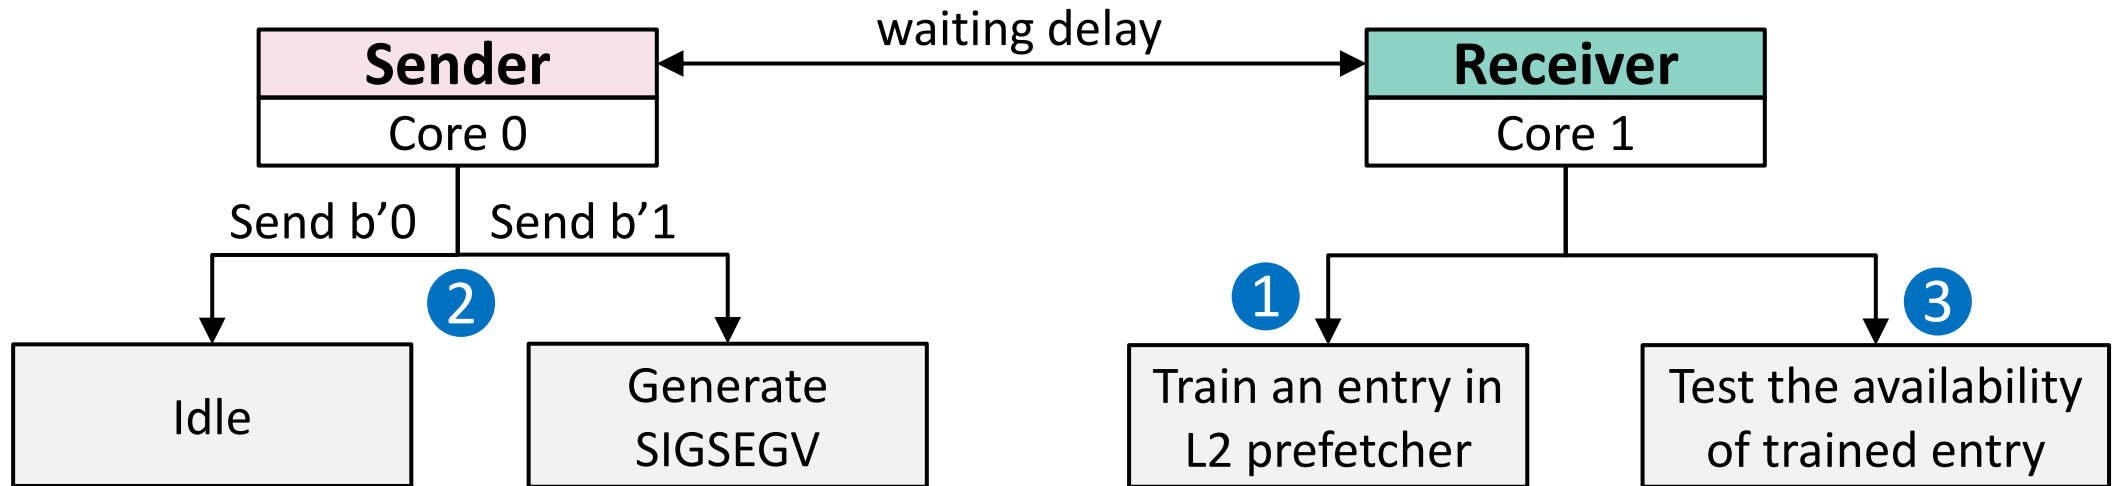 waiting delay
Sender
Receiver
Core 0
Core 1
Send b’0
Send b’1
2
1
3
Idle
Generate
SIGSEGV
Train an entry in
L2 prefetcher
Test the availability
of trained entry